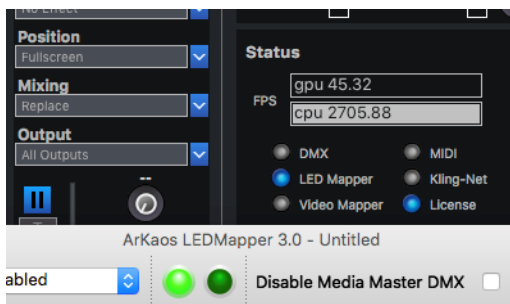 No Effect
Position
Fullscreen
Mixing
Replace
Output
All Outputs
--
T
Status
FPS
gpu 45.32
cpu 2705.88
DMX
MIDI
LED Mapper
Kling-Net
Video Mapper
License
ArKaos LEDMapper 3.0 - Untitled
abled
Disable Media Master DMX